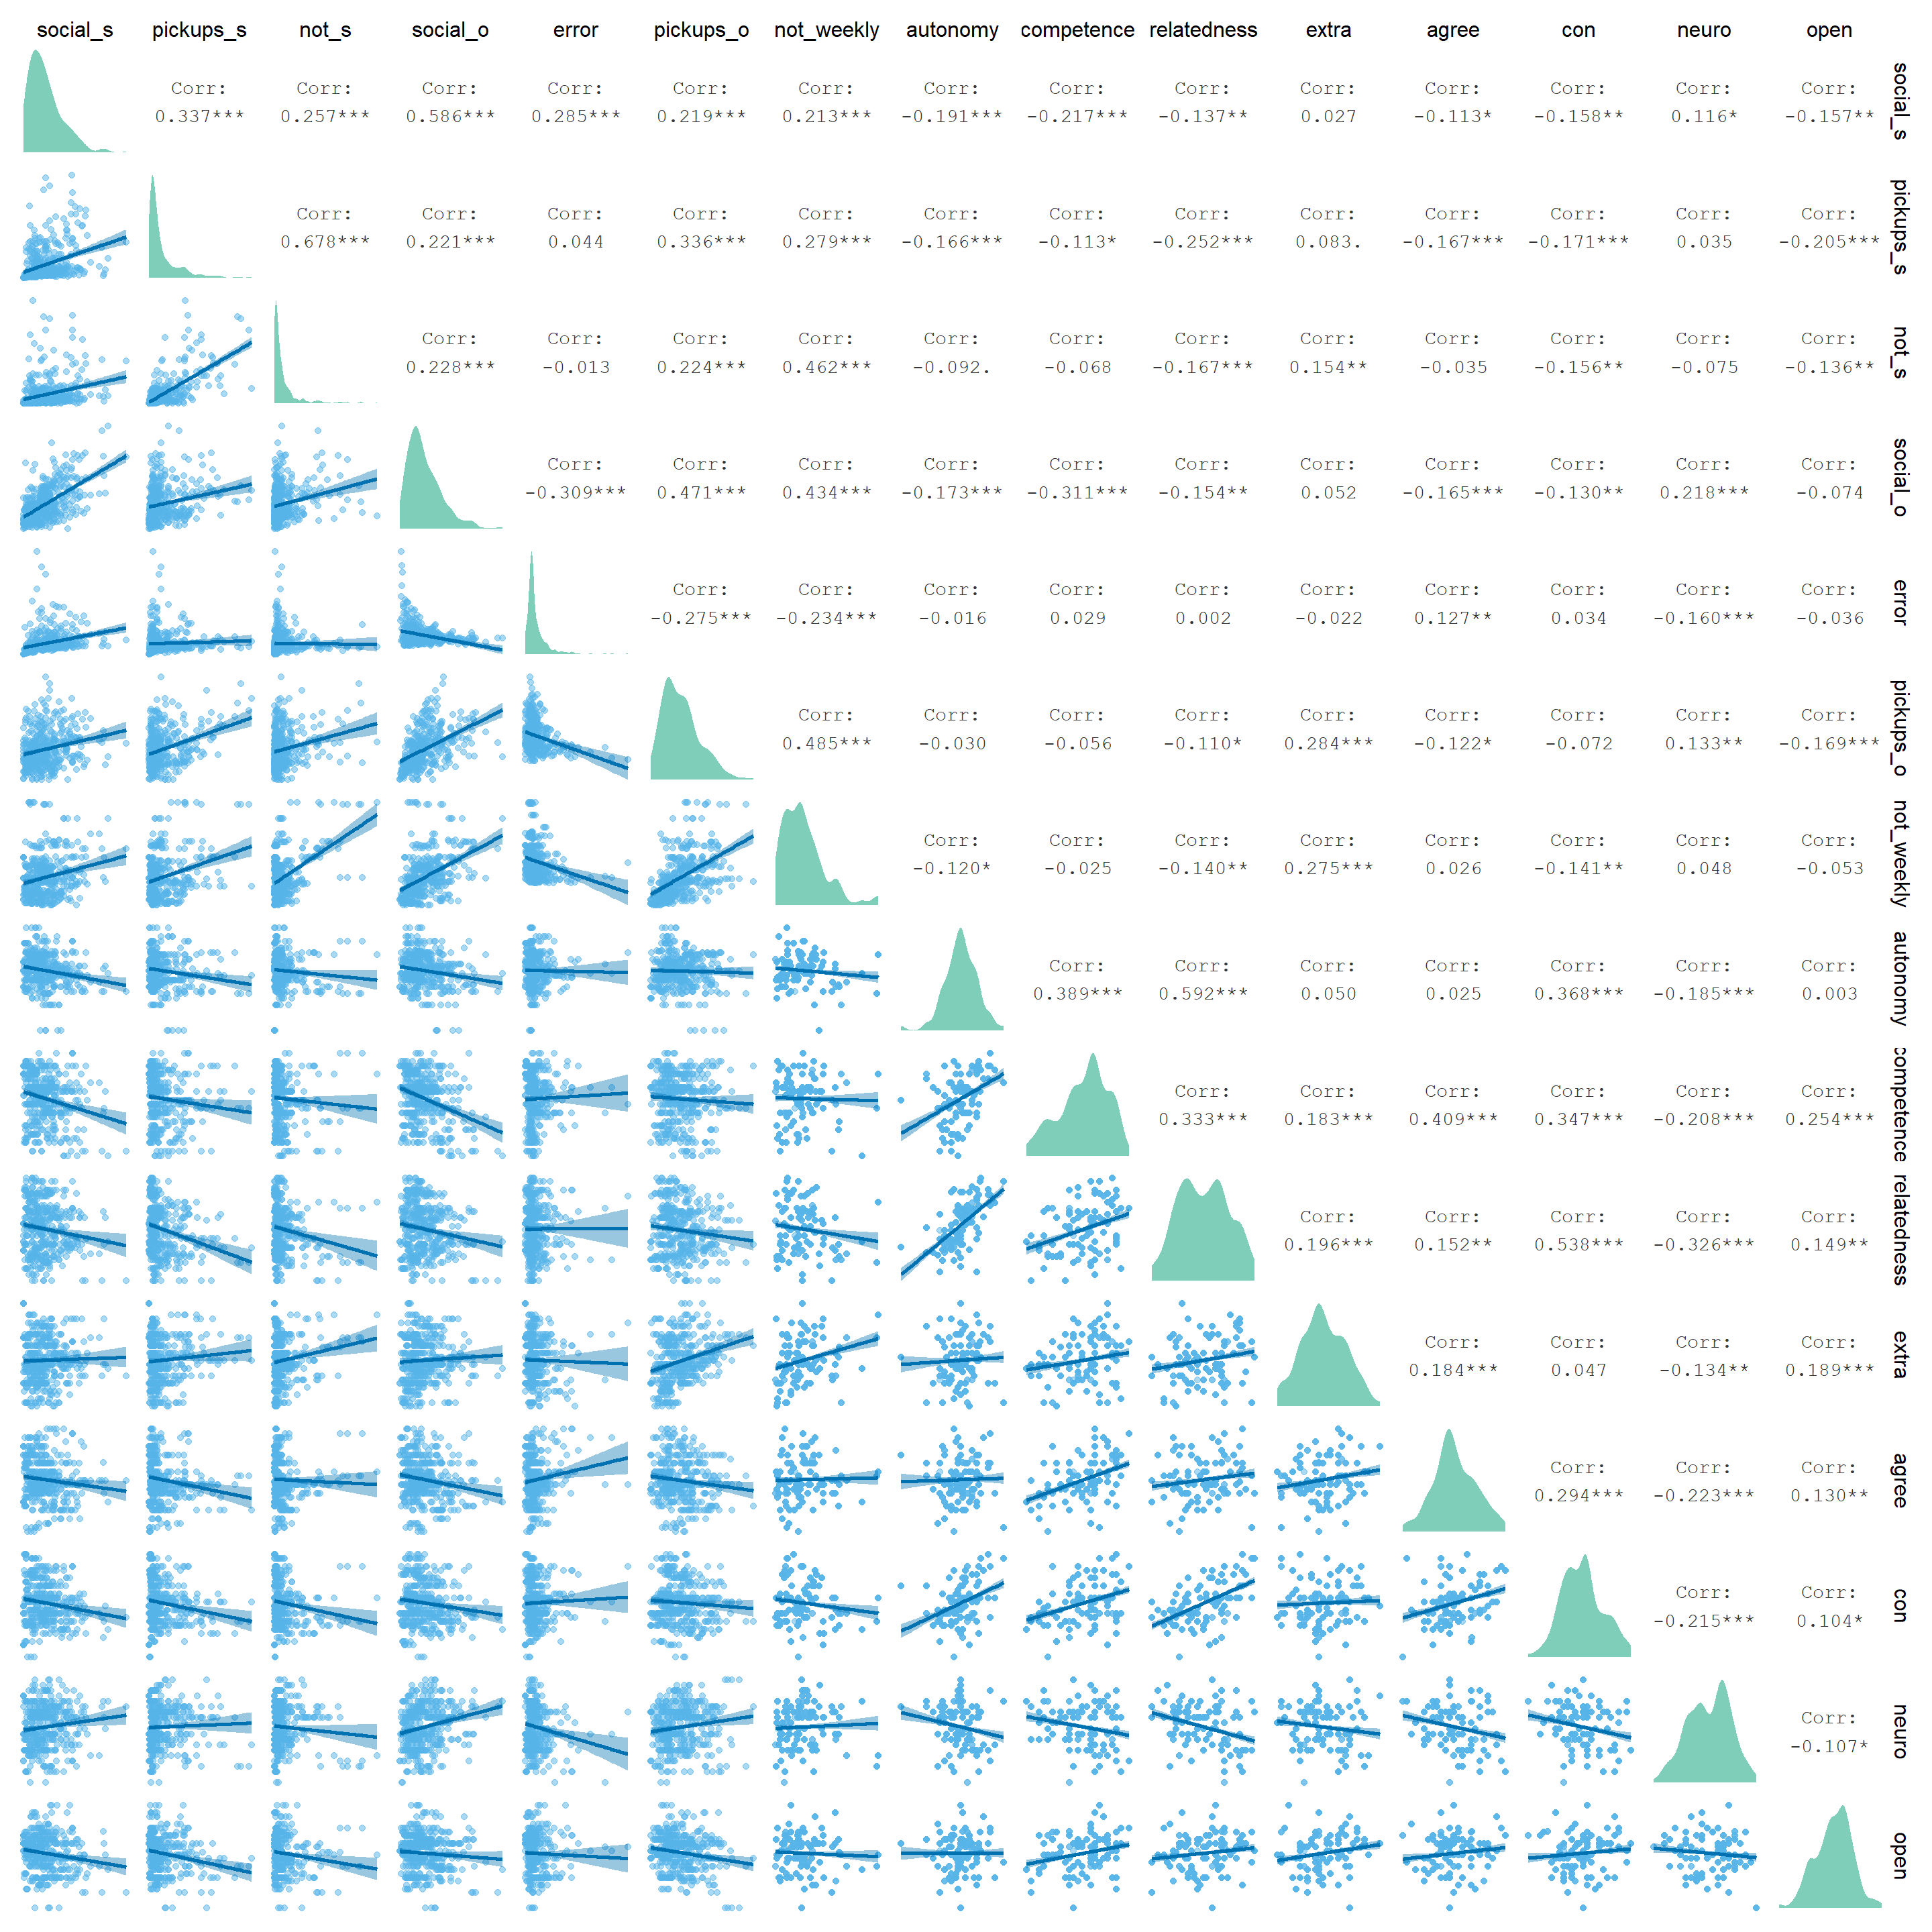 social_s pickups_s not_s social_o error pickups_o not_weekly autonomy competence relatedness extra agree con neuro open
Corr: Corr: Corr: Corr: Corr: Corr: Corr: Corr: Corr: Corr: Corr: Corr: Corr: Corr:
0.337*** 0.257*** 0.586*** 0.285*** 0.219*** 0.213*** -0.191*** -0.217*** -0.137** 0.027 -0.113* -0.158** 0.116* -0.157**
social_s
Corr: Corr: Corr: Corr: Corr: Corr: Corr: Corr: Corr: Corr: Corr: Corr: Corr:
0.678*** 0.221*** 0.044 0.336*** 0.279*** -0.166*** -0.113* -0.252*** 0.083. -0.167*** -0.171*** 0.035 -0.205***
pickups_s
Corr: Corr: Corr: Corr: Corr: Corr: Corr: Corr: Corr: Corr: Corr: Corr:
0.228*** -0.013 0.224*** 0.462*** -0.092. -0.068 -0.167*** 0.154** -0.035 -0.156** -0.075 -0.136**
not_s
Corr: Corr: Corr: Corr: Corr: Corr: Corr: Corr: Corr: Corr: Corr:
-0.309*** 0.471*** 0.434*** -0.173*** -0.311*** -0.154** 0.052 -0.165*** -0.130** 0.218*** -0.074
social_o
Corr: Corr: Corr: Corr: Corr: Corr: Corr: Corr: Corr: Corr:
-0.275*** -0.234*** -0.016 0.029 0.002 -0.022 0.127** 0.034 -0.160*** -0.036
error
Corr: Corr: Corr: Corr: Corr: Corr: Corr: Corr: Corr:
0.485*** -0.030 -0.056 -0.110* 0.284*** -0.122* -0.072 0.133** -0.169***
pickups_o
Corr: Corr: Corr: Corr: Corr: Corr: Corr: Corr:
-0.120* -0.025 -0.140** 0.275*** 0.026 -0.141** 0.048 -0.053
not_weekly
Corr: Corr: Corr: Corr: Corr: Corr: Corr:
0.389*** 0.592*** 0.050 0.025 0.368*** -0.185*** 0.003
autonomy
Corr: Corr: Corr: Corr: Corr: Corr:
0.333*** 0.183*** 0.409*** 0.347*** -0.208*** 0.254***
competence
Corr: Corr: Corr: Corr: Corr:
0.196*** 0.152** 0.538*** -0.326*** 0.149**
relatedness
Corr: Corr: Corr: Corr:
0.184*** 0.047 -0.134** 0.189***
extra
Corr: Corr: Corr:
0.294*** -0.223*** 0.130**
agree
Corr: Corr:
-0.215*** 0.104*
con
Corr:
-0.107*
neuro
open